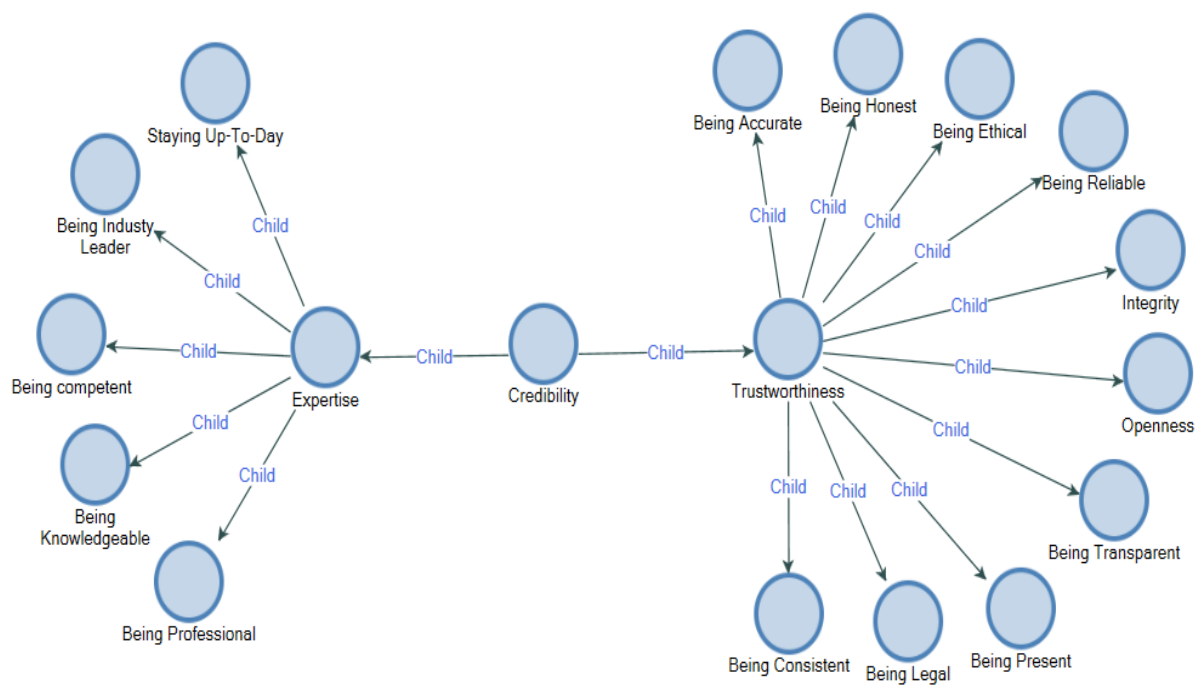 Being Honest
Being Accurate
Being Ethical
Staying Up-To-Day
Being Reliable
Child
Child
Child
Being Industy
Leader
Child
Child
Child
Child
Child
Integrity
Child
Child
Child
Child
Child
Being competent
Expertise
Credibility
Trustworthiness
Openness
Child
Child
Child
Child
Child
Child
Being
Knowledgeable
Being Transparent
Being Professional
Being Consistent
Being Legal
Being Present